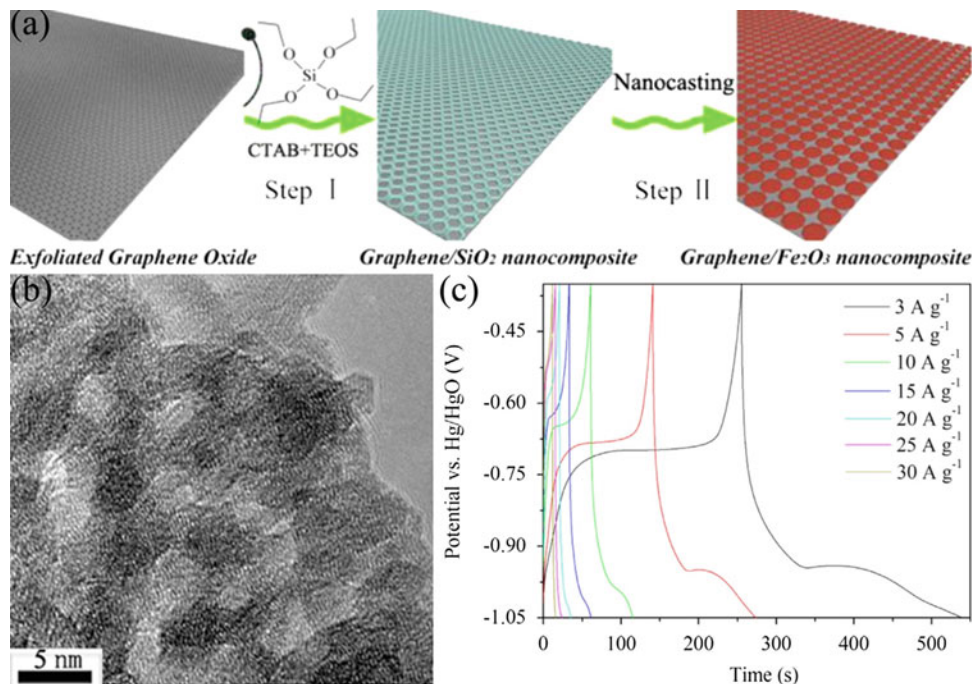 (a)
O
O
Si
O
O
CTAB+TEOS
Step I
Nanocasting
Step II
Exfoliated Graphene Oxide
Graphene/SiO₂ nanocomposite
Graphene/Fe₂O₃ nanocomposite
(b)
5 nm
(c)
3 A g⁻¹
5 A g⁻¹
10 A g⁻¹
15 A g⁻¹
20 A g⁻¹
25 A g⁻¹
30 A g⁻¹
Potential vs. Hg/HgO (V)
-0.45
-0.60
-0.75
-0.90
-1.05
0 100 200 300 400 500
Time (s)